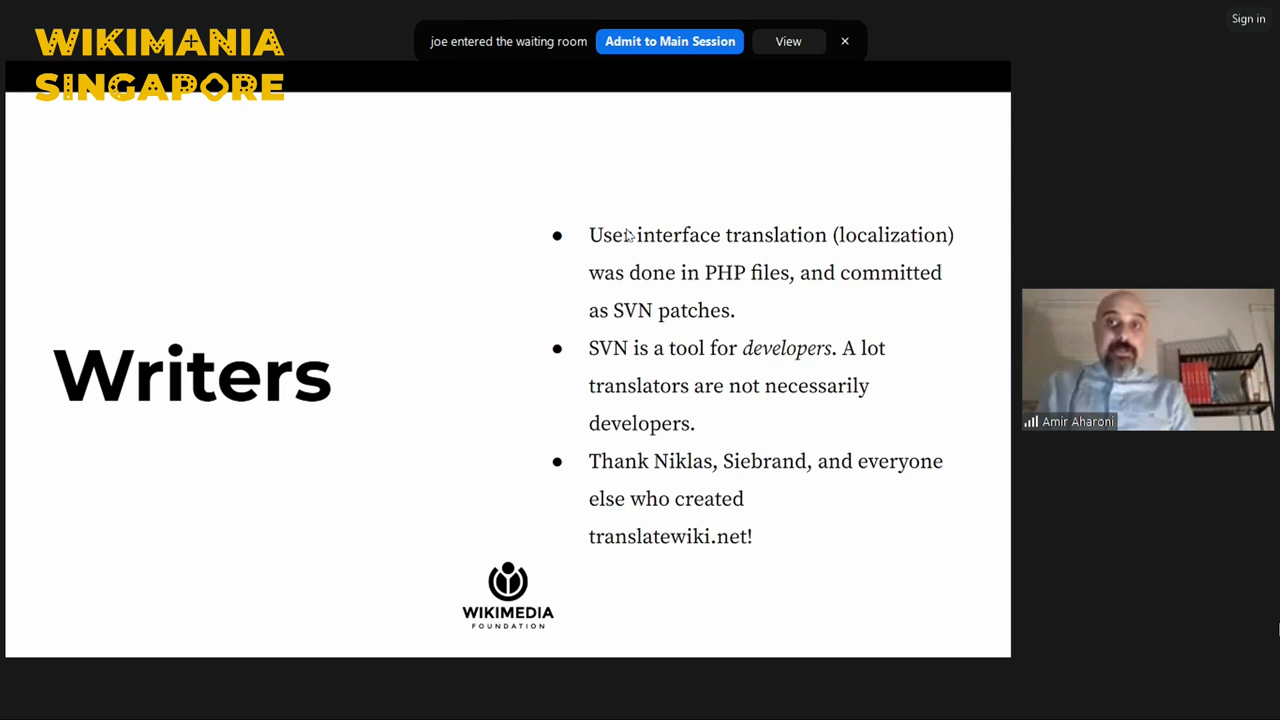 Sign in
WIKIMANIA
SINGAPORE
joe entered the waiting room Admit to Main Session View ×
Writers
● User interface translation (localization)
was done in PHP files, and committed
as SVN patches.
● SVN is a tool for developers. A lot
translators are not necessarily
developers.
● Thank Niklas, Siebrand, and everyone
else who created
translatewiki.net!
WIKIMEDIA
FOUNDATION
Amir Aharoni